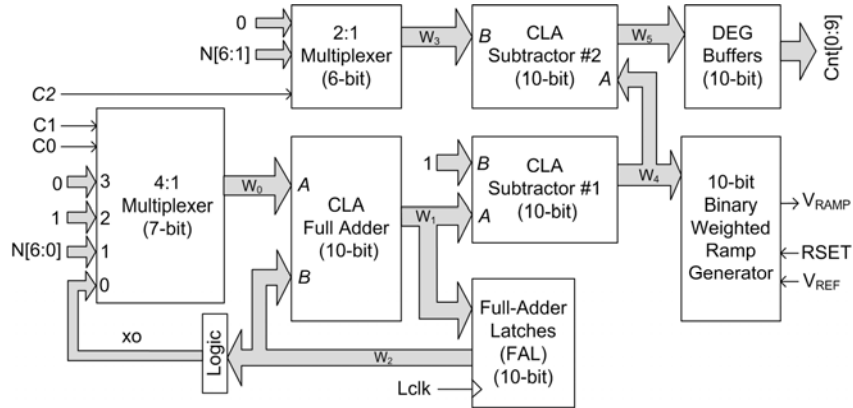 0
N[6:1]
C2
2:1
Multiplexer
(6-bit)
W3
B
CLA
Subtractor #2
(10-bit)
A
W5
DEG
Buffers
(10-bit)
Cnt[0:9]
C1
C0
0
1
N[6:0]
3
2
1
0
4:1
Multiplexer
(7-bit)
W0
A
CLA
Full Adder
(10-bit)
B
W1
1
B
CLA
Subtractor #1
(10-bit)
A
W4
10-bit
Binary
Weighted
Ramp
Generator
VRAMP
RSET
VREF
xo
Logic
W2
Full-Adder
Latches
(FAL)
(10-bit)
Lclk